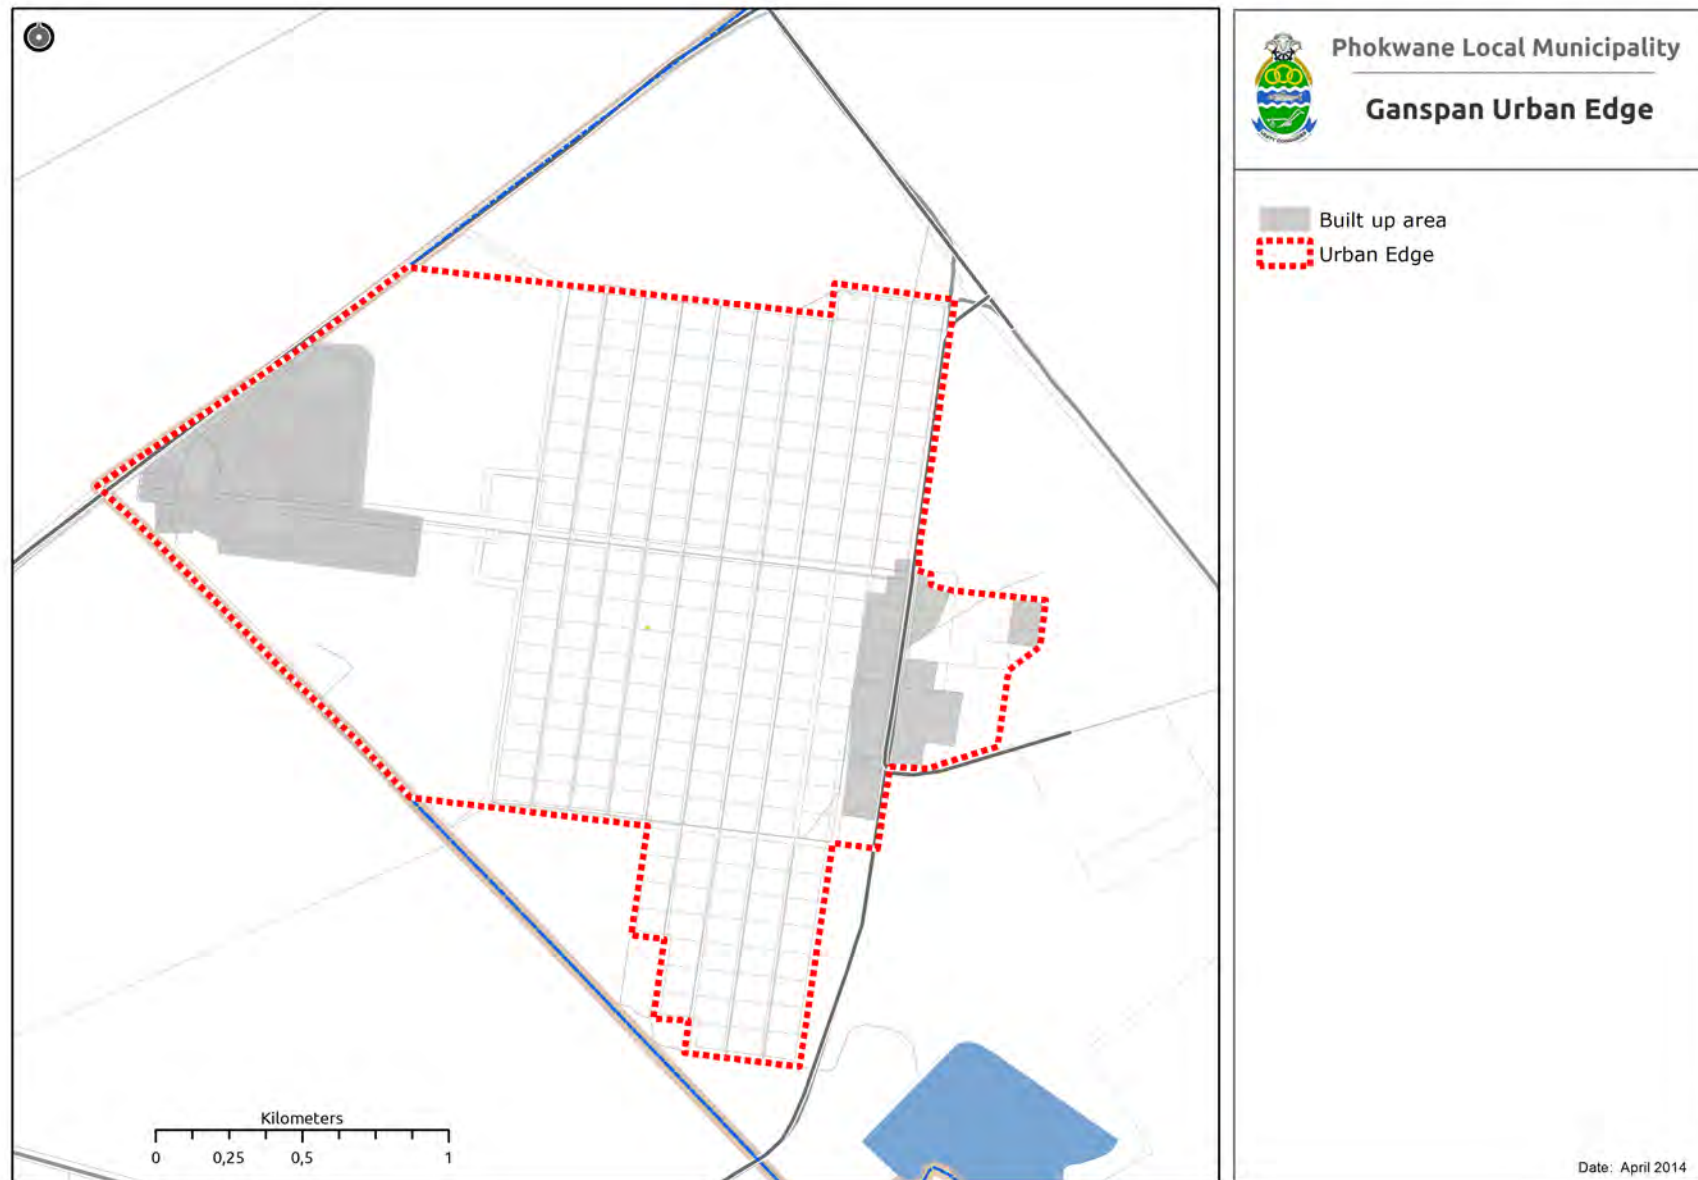 Phokwane Local Municipality
Ganspan Urban Edge
Built up area
Urban Edge
Kilometers
0 0,25 0,5 1
Date: April 2014